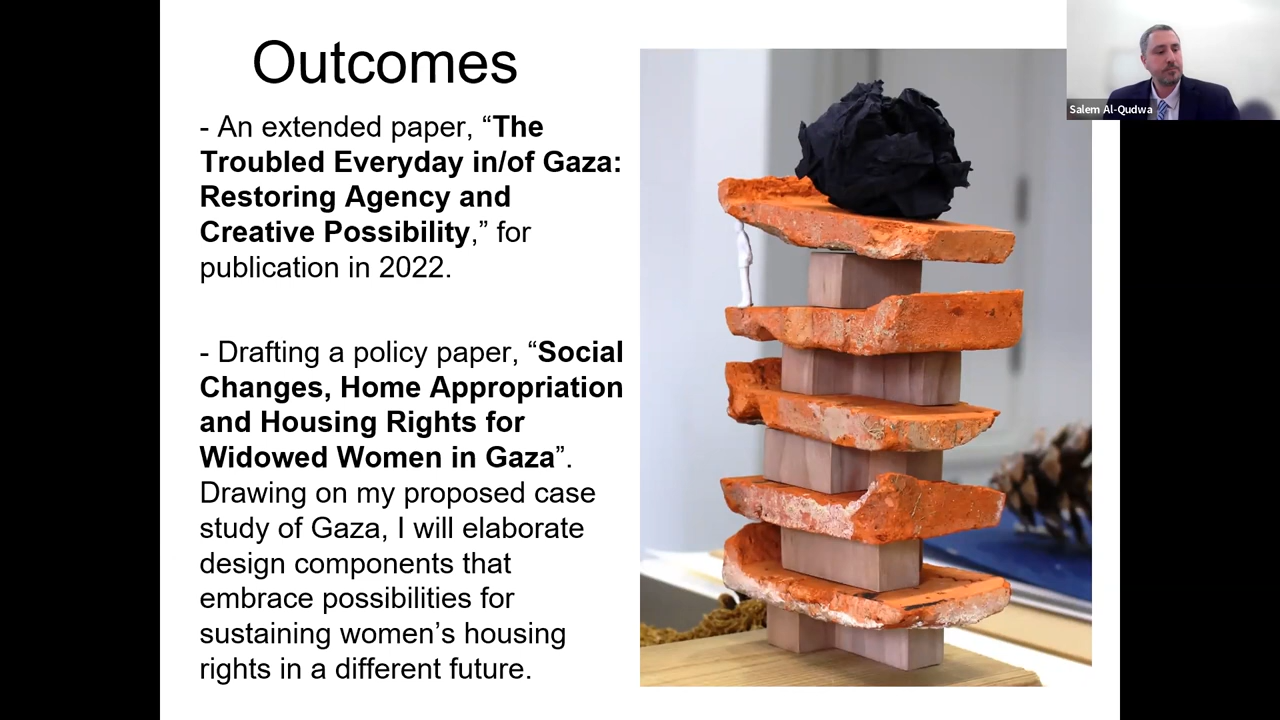 Outcomes
- An extended paper, “The
Troubled Everyday in/of Gaza:
Restoring Agency and
Creative Possibility,” for
publication in 2022.
- Drafting a policy paper, “Social
Changes, Home Appropriation
and Housing Rights for
Widowed Women in Gaza”.
Drawing on my proposed case
study of Gaza, I will elaborate
design components that
embrace possibilities for
sustaining women’s housing
rights in a different future.
Salem Al-Qudwa